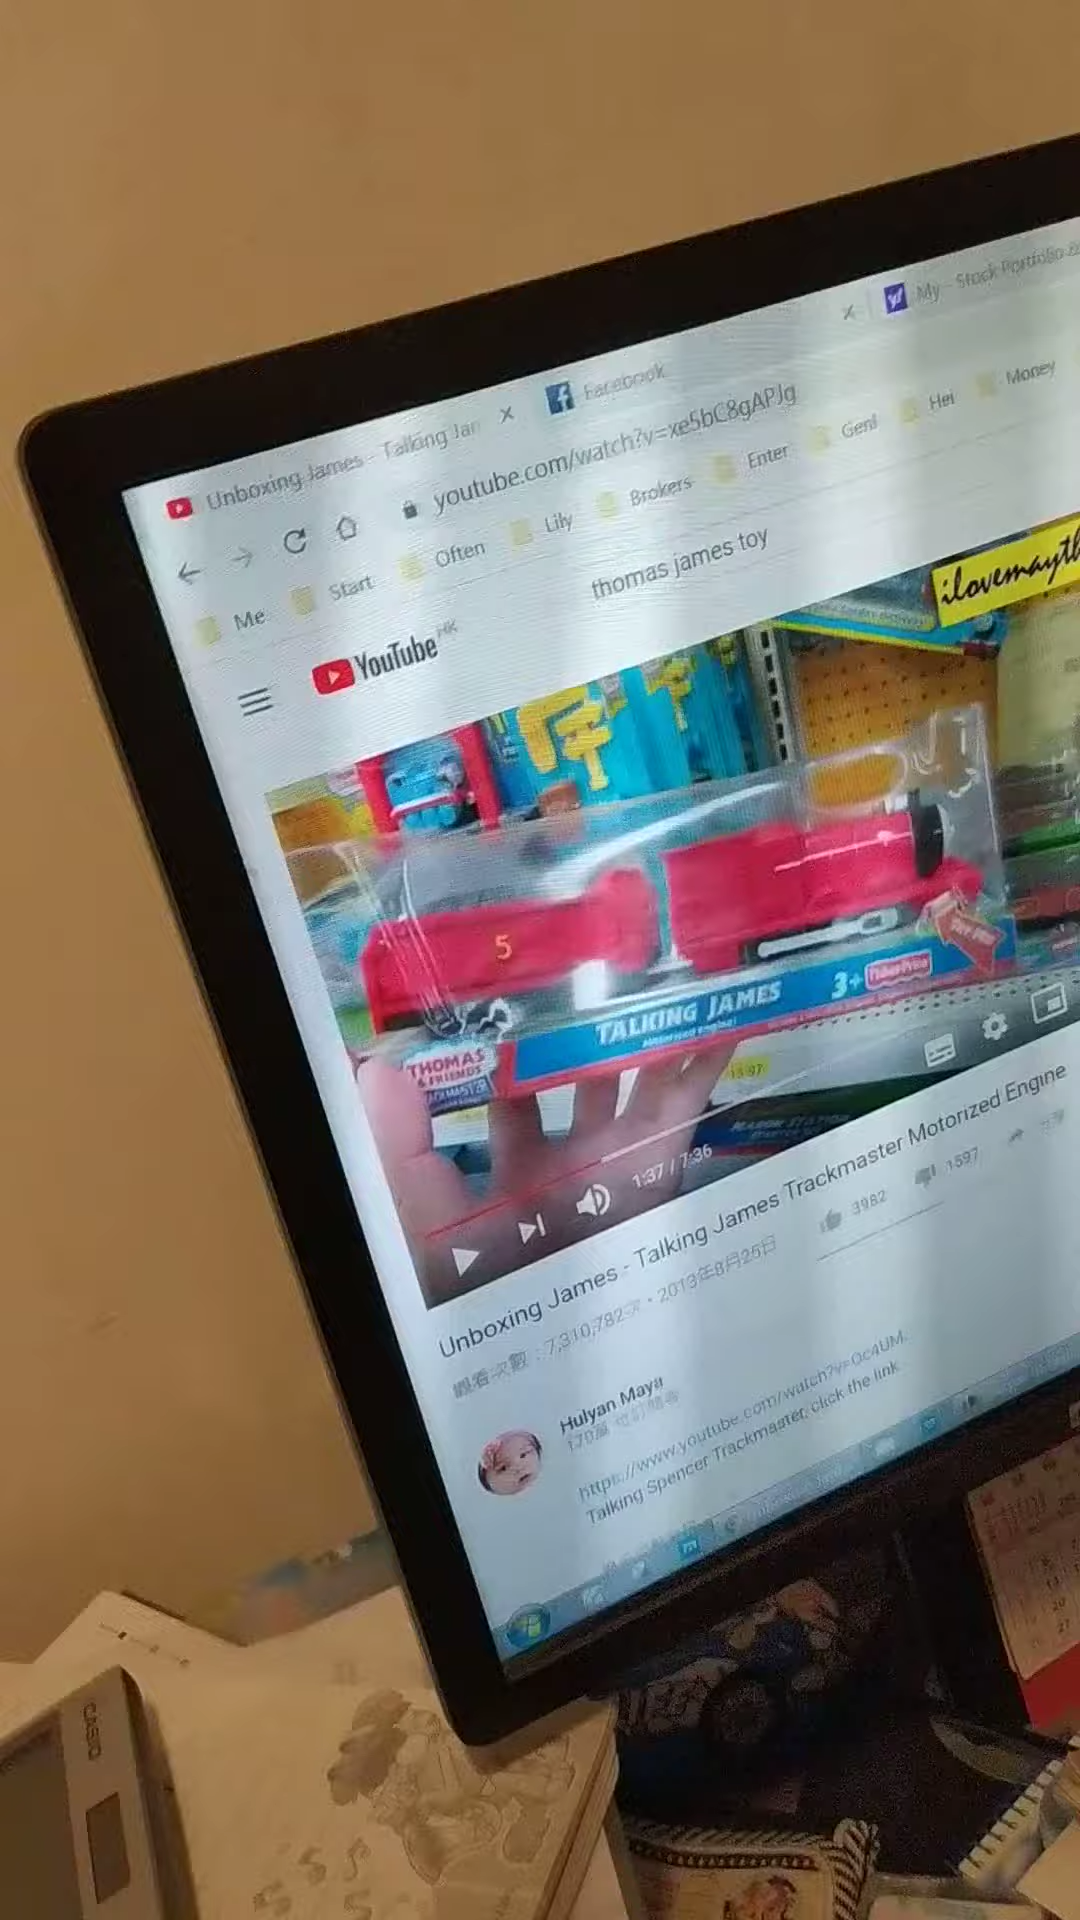 Unboxing James - Talking Jan
Facebook
My - Stock Portfolio &
youtube.com/watch?v=xe5bC8gAPJg
Me
Start
Often
Lily
Brokers
Enter
Genl
Hei
Money
YouTube HK
thomas james toy
ilovemayth
5
TALKING JAMES
3+
Fisher-Price
THOMAS
& FRIENDS
TRACKMASTER
1:37 / 7:36
Unboxing James - Talking James Trackmaster Motorized Engine
觀看次數：7,310,782次 • 2013年8月25日
3982
1597
Hulyan Maya
https://www.youtube.com/watch?v=Oc4UM.
Talking Spencer Trackmaster, click the link.
CASIO